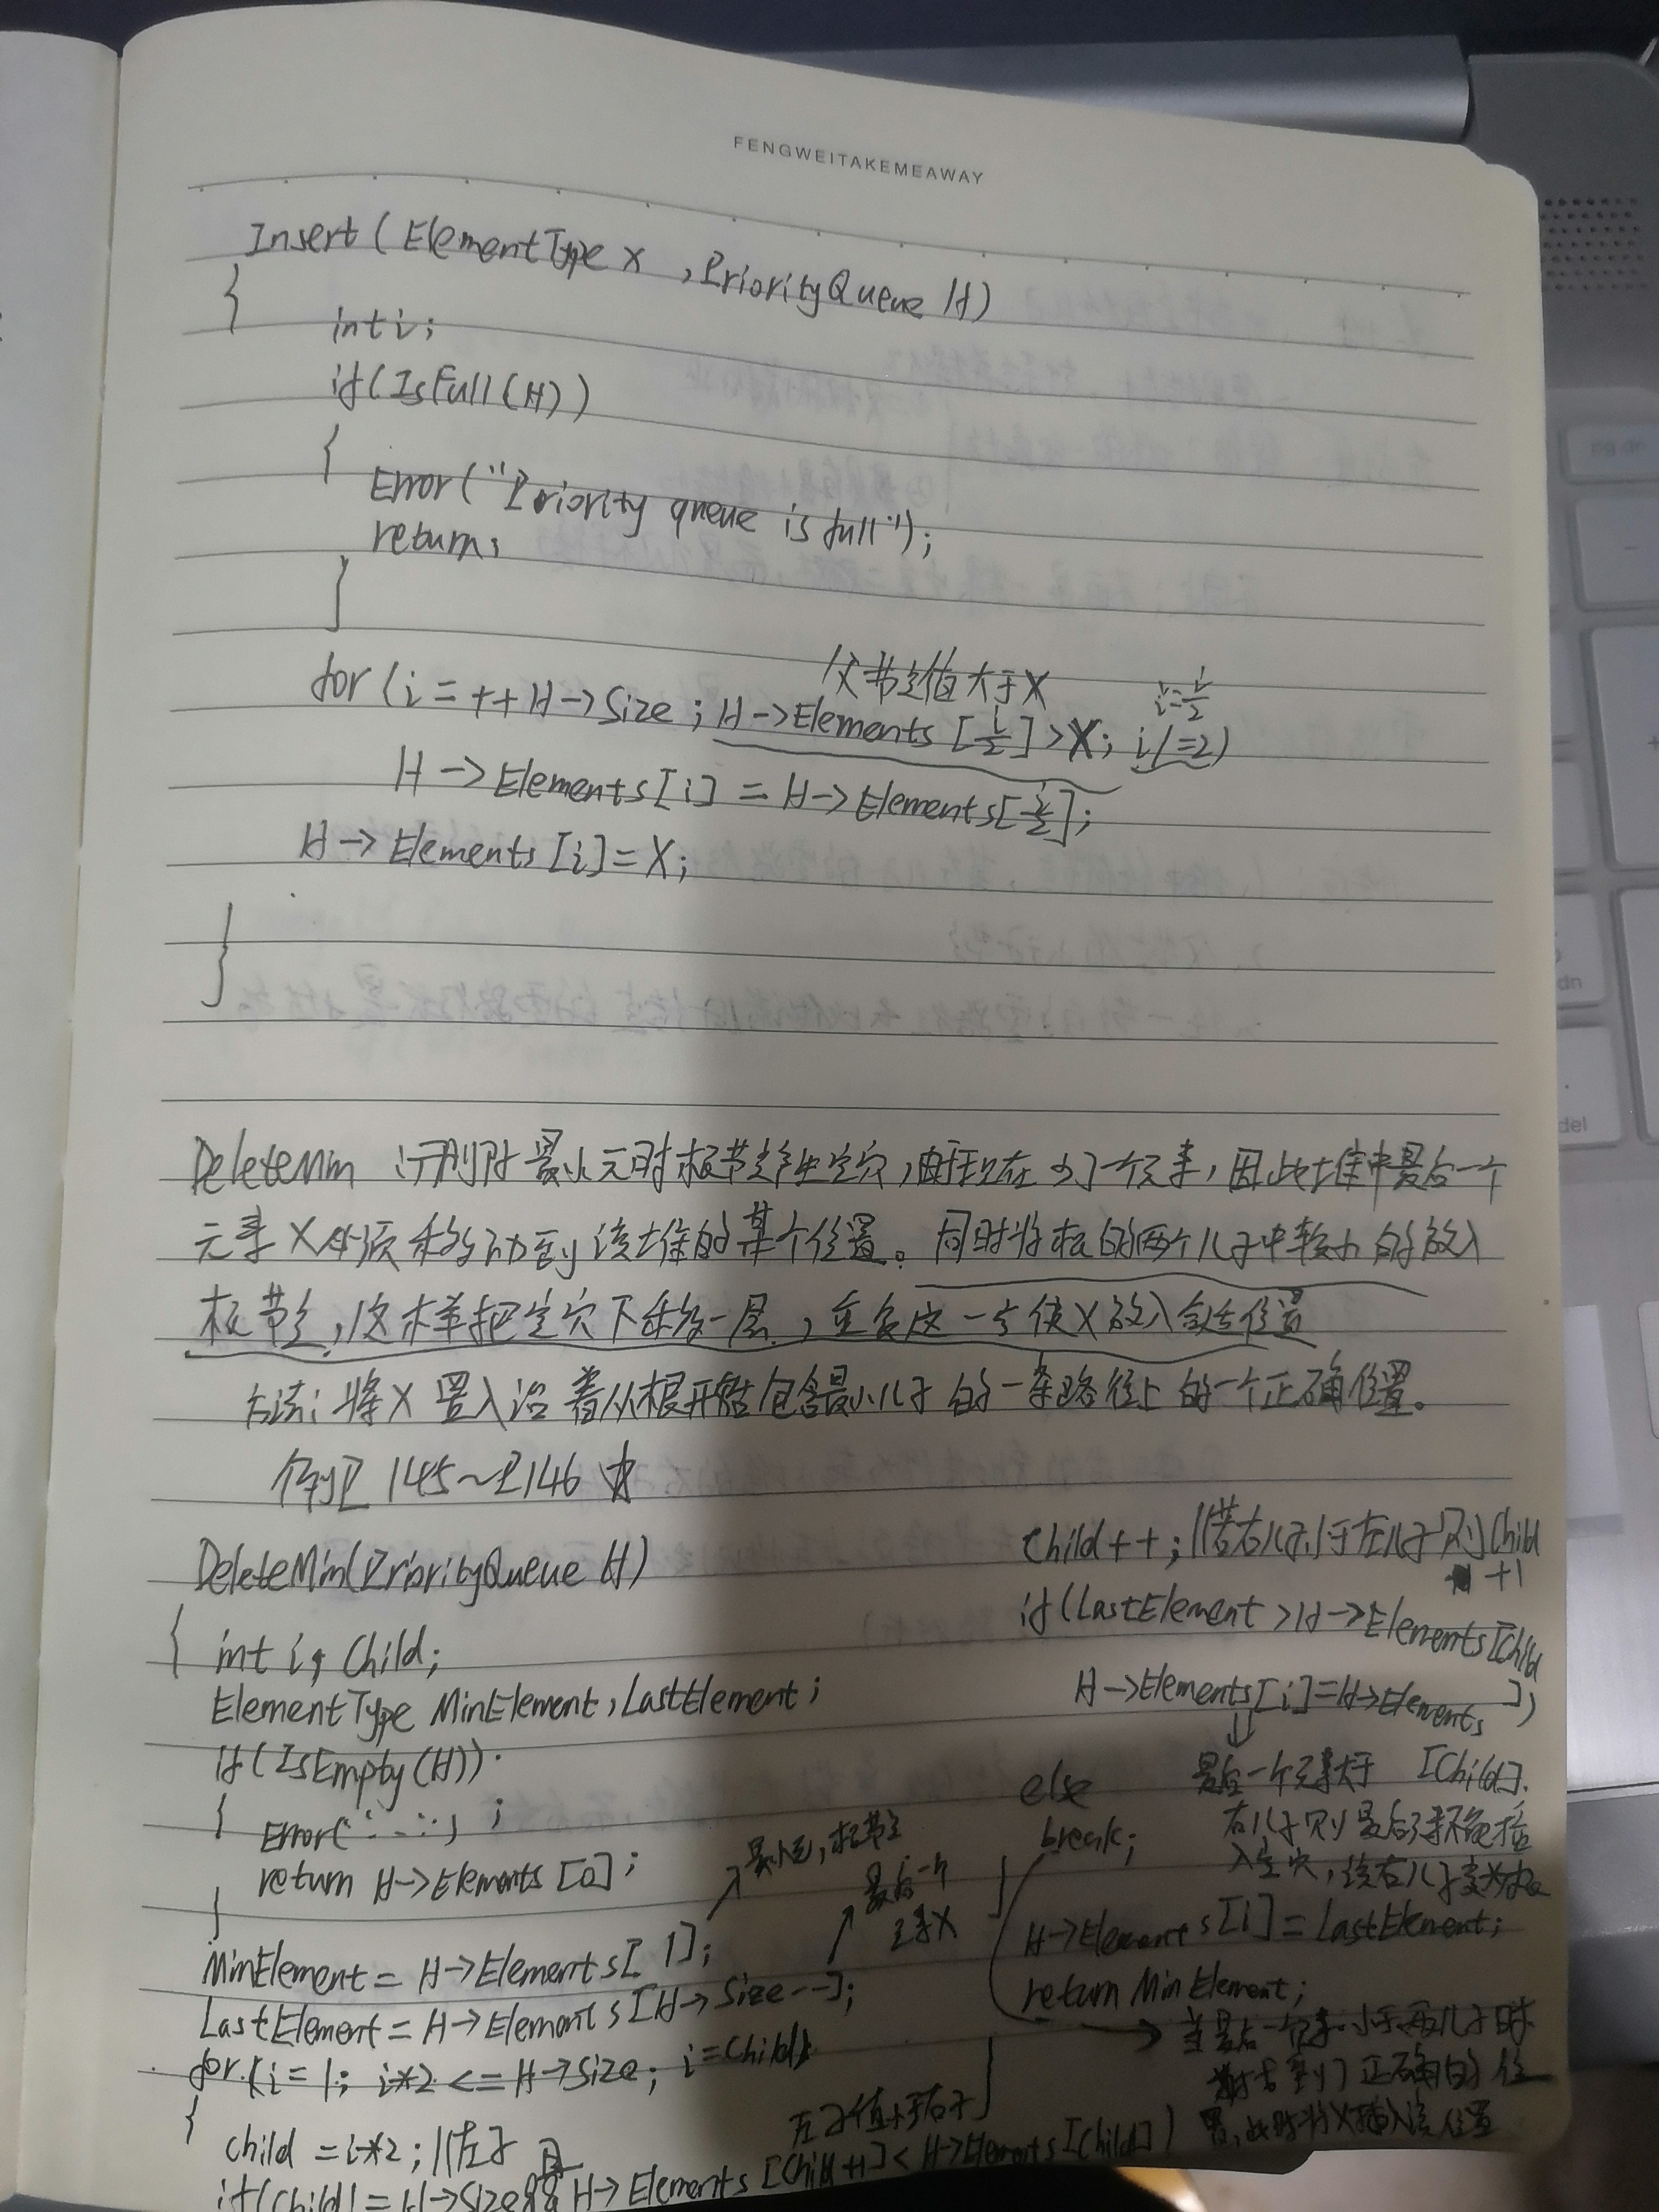 FENGWEITAKEMEAWAY
Insert (ElementType X , PriorityQueue H)
{
int i;
if (IsFull (H))
{
Error ("Priority queue is full");
return;
}
父节点值大于X
i=i/2
for (i = ++H->Size ; H->Elements [i/2] > X; i/=2)
H->Elements[i] = H->Elements[i/2];
H->Elements [i] = X;
}
DeleteMin 行删除最小元时根节点产生空穴,由于现在少了一个元素,因此堆中最后一个
元素X必须移动到该堆的某个位置。同时将根的两个儿子中较小的放入
根节点,这样把空穴下移一层,重复这一步使X放入合适位置
方法:将X置入沿着从根开始包含最小儿子的一条路径上的一个正确位置。
例P145~P146
DeleteMin(PriorityQueue H)
{ int i, Child;
ElementType MinElement, LastElement;
if (IsEmpty (H))
{ Error( );
return H->Elements [0];
}
最小元,根节点
MinElement = H->Elements[1];
最后一个
元素X
LastElement = H->Elements[H->Size--];
for (i = 1; i*2 <= H->Size; i=Child)
{
child = i*2; //左子
左子值大于右子
if(Child != H->Size && H->Elements [Child+1] < H->Elements [Child])
Child++; //若右儿子小于左儿子则Child
+1
if (LastElement > H->Elements[Child
])
H->Elements[i] = H->Elements
[Child].
最后一个元素大于
右儿子则最后元素不能插
入空穴,该右儿子变为
else
break;
}
H->Elements[i] = LastElement;
return MinElement;
}
当最后一个元素小于两儿子时
到了正确的位
置,此时将X插入该位置